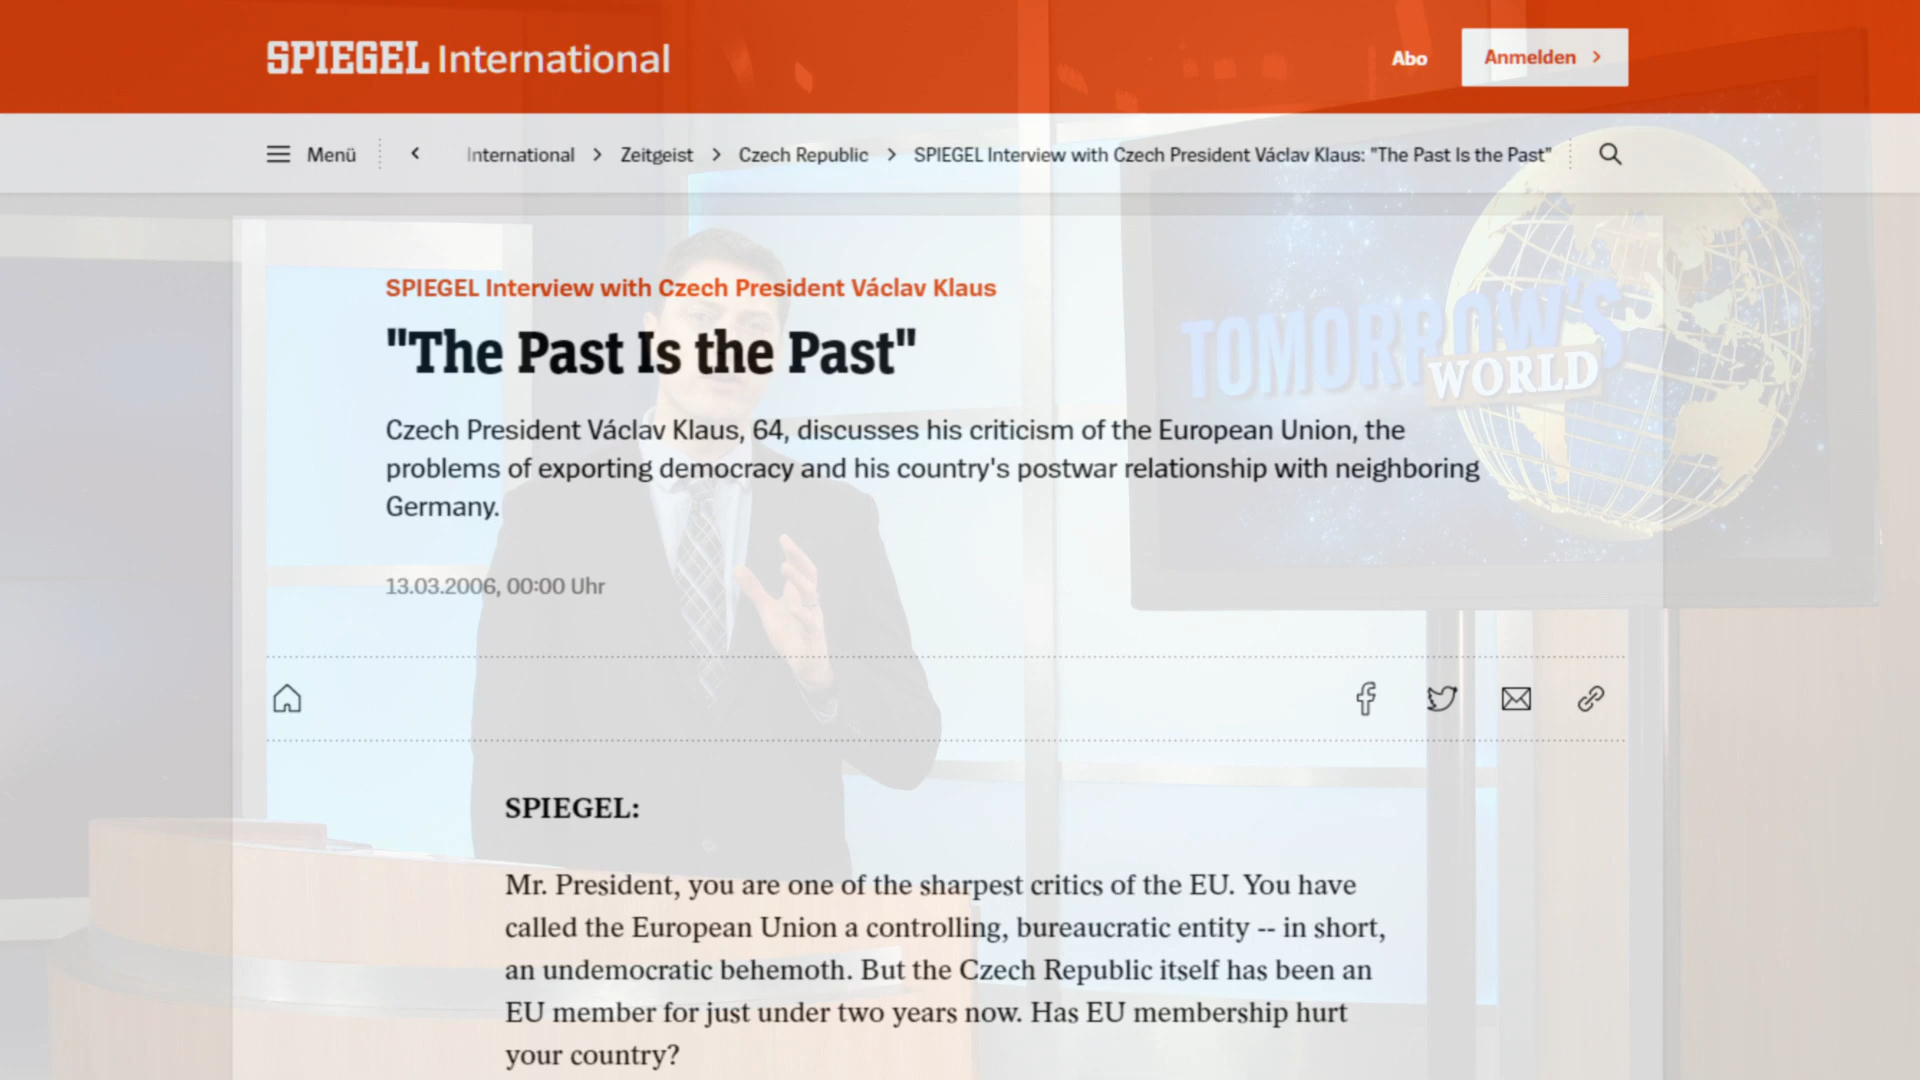 SPIEGEL International
Abo
Anmelden
Menü
International > Zeitgeist > Czech Republic > SPIEGEL Interview with Czech President Václav Klaus: "The Past Is the Past"
SPIEGEL Interview with Czech President Václav Klaus
"The Past Is the Past"
TOMORROW'S
WORLD
Czech President Václav Klaus, 64, discusses his criticism of the European Union, the
problems of exporting democracy and his country's postwar relationship with neighboring
Germany.
13.03.2006, 00:00 Uhr
SPIEGEL:
Mr. President, you are one of the sharpest critics of the EU. You have
called the European Union a controlling, bureaucratic entity -- in short,
an undemocratic behemoth. But the Czech Republic itself has been an
EU member for just under two years now. Has EU membership hurt
your country?